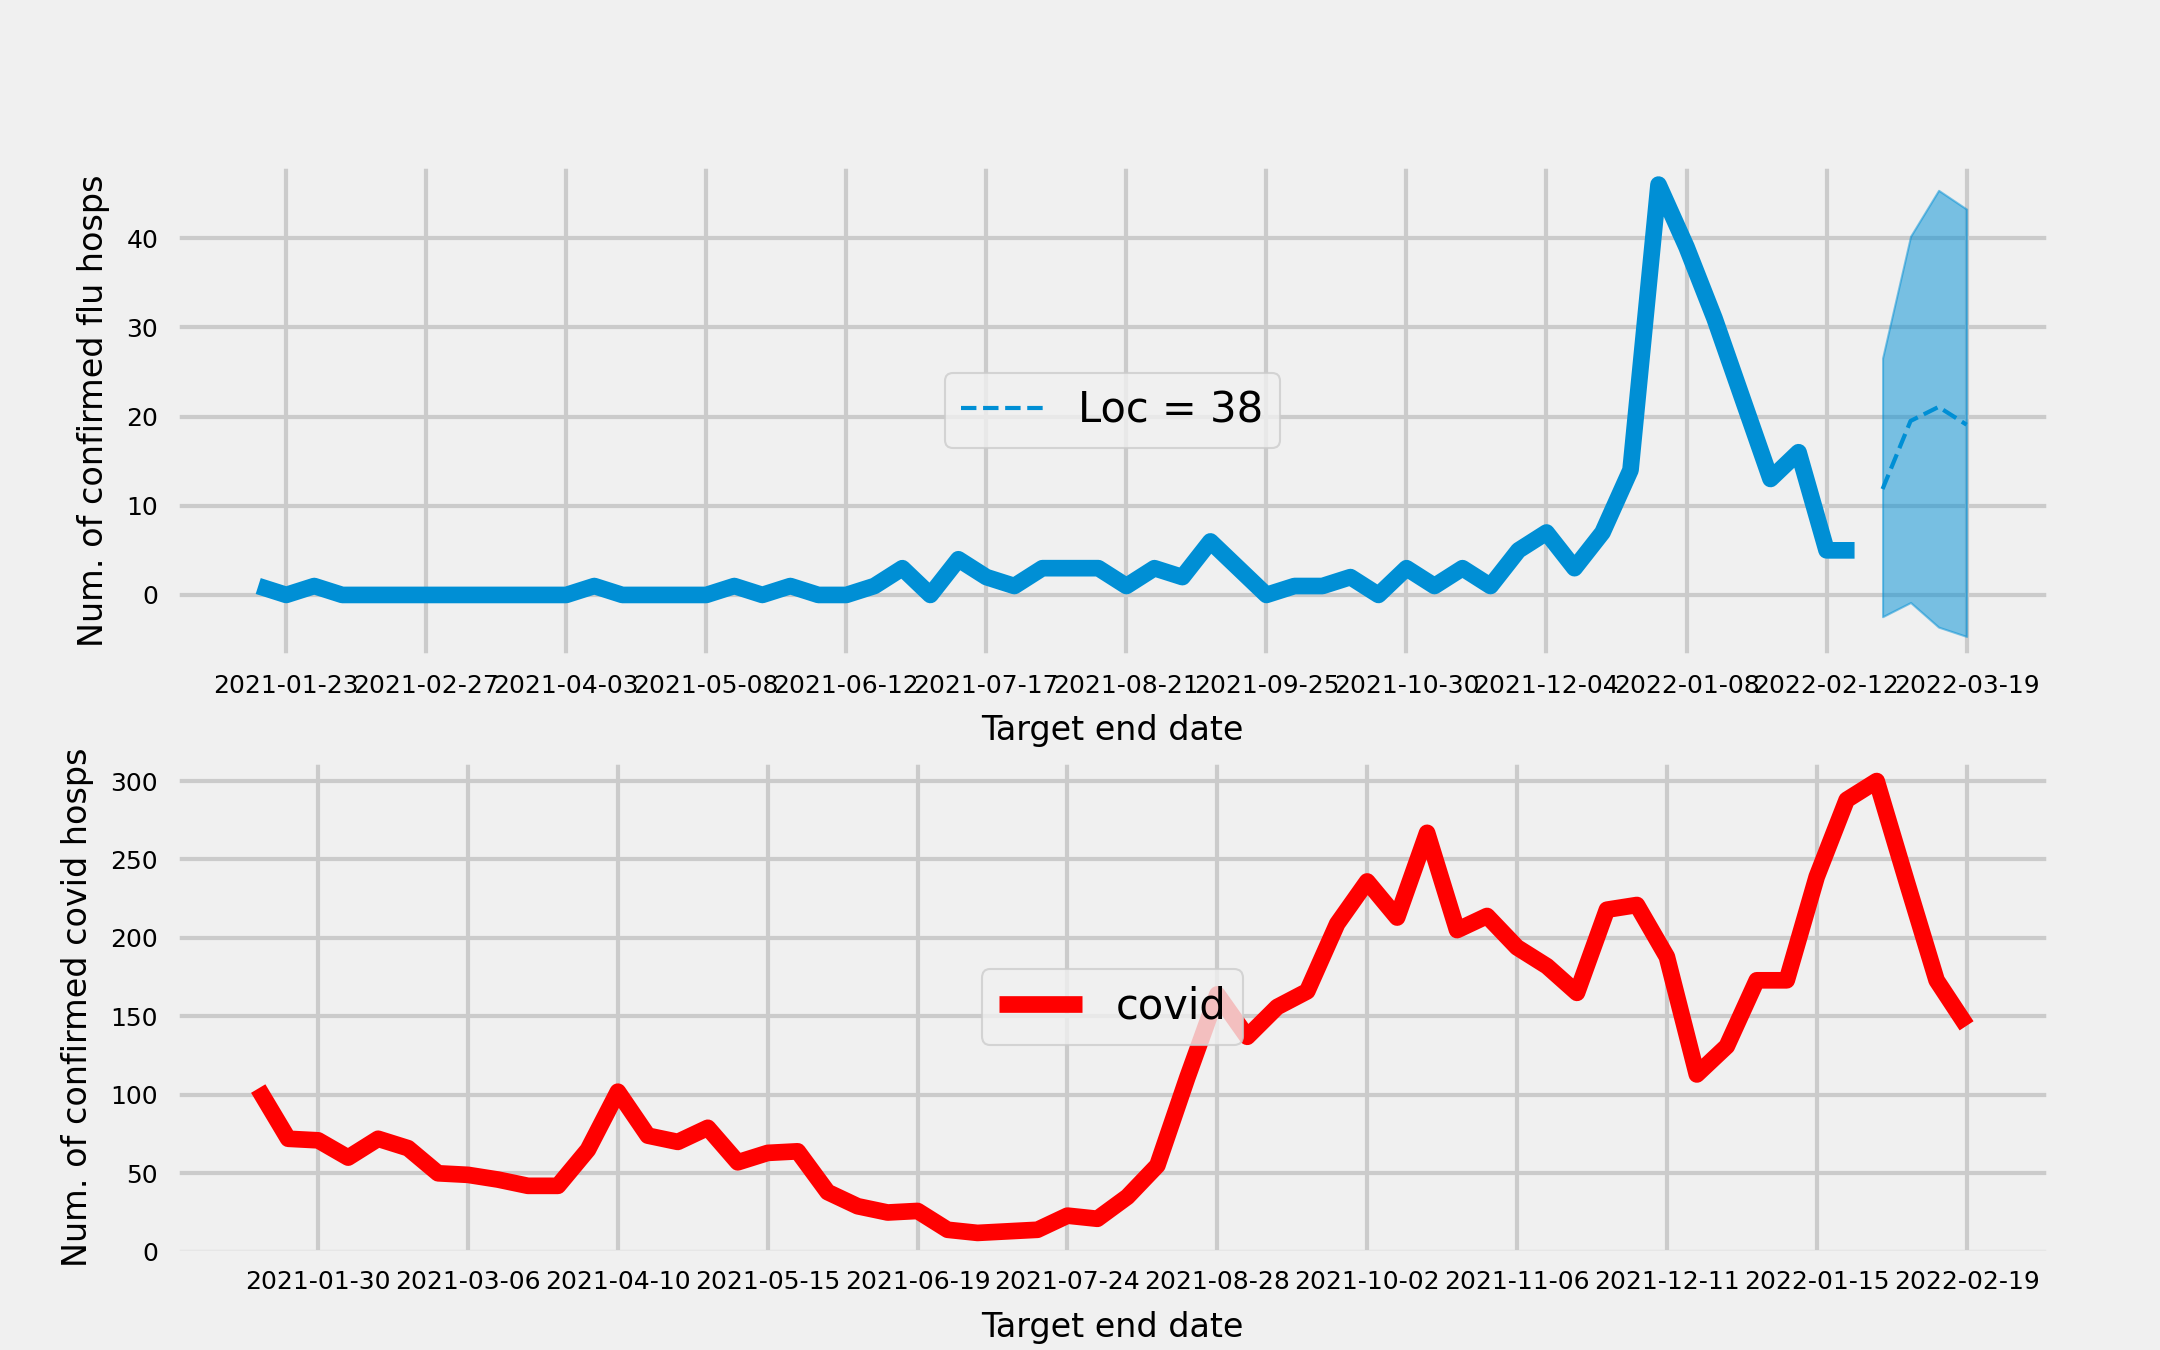 Num. of confirmed flu hosps
40
30
20
10
0
Loc = 38
2021-01-23 2021-02-27 2021-04-03 2021-05-08 2021-06-12 2021-07-17 2021-08-21 2021-09-25 2021-10-30 2021-12-04 2022-01-08 2022-02-12 2022-03-19
Target end date
Num. of confirmed covid hosps
300
250
200
150
100
50
0
covid
2021-01-30 2021-03-06 2021-04-10 2021-05-15 2021-06-19 2021-07-24 2021-08-28 2021-10-02 2021-11-06 2021-12-11 2022-01-15 2022-02-19
Target end date